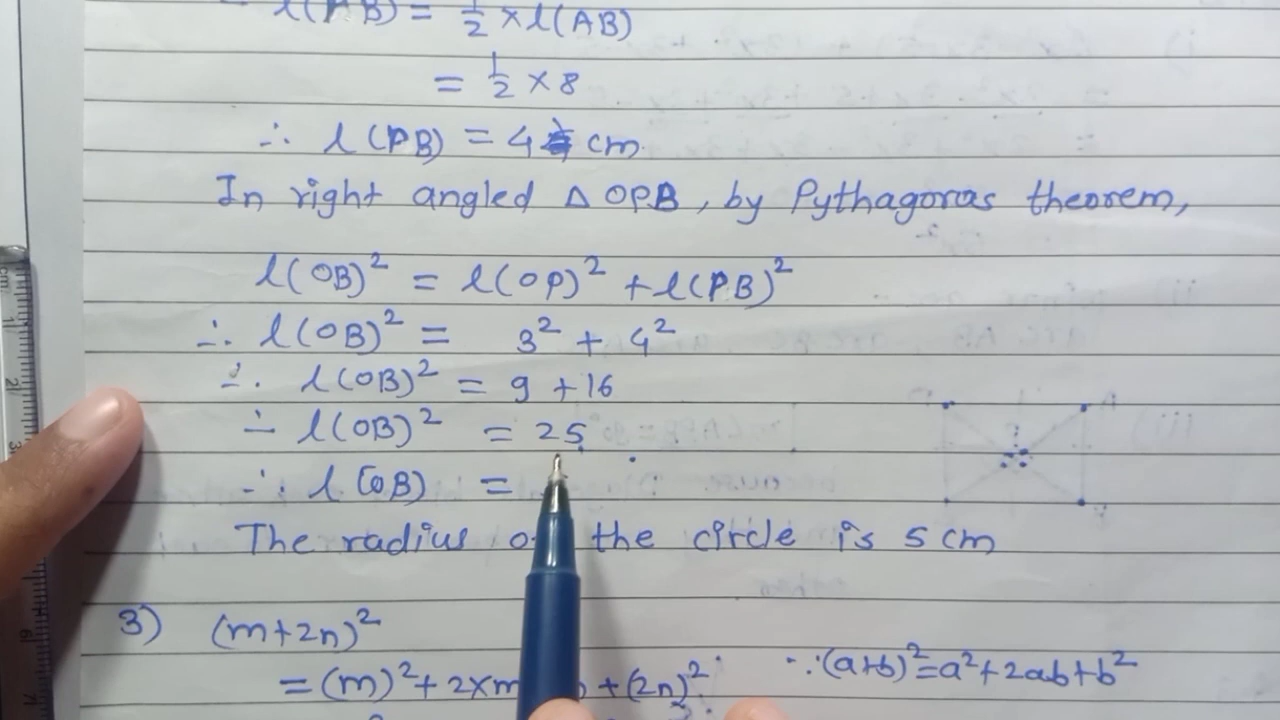 l(PB) = 1/2 × l(AB)
= 1/2 × 8
∴ l(PB) = 4 cm.
In right angled △ OPB, by Pythagoras theorem,
l(OB)² = l(OP)² + l(PB)²
∴ l(OB)² = 3² + 4²
∴ l(OB)² = 9 + 16
∴ l(OB)² = 25
∴ l(OB) =
The radius of the circle is 5 cm
3) (m+2n)²
= (m)² + 2×m + (2n)² ∵ (a+b)² = a² + 2ab + b²